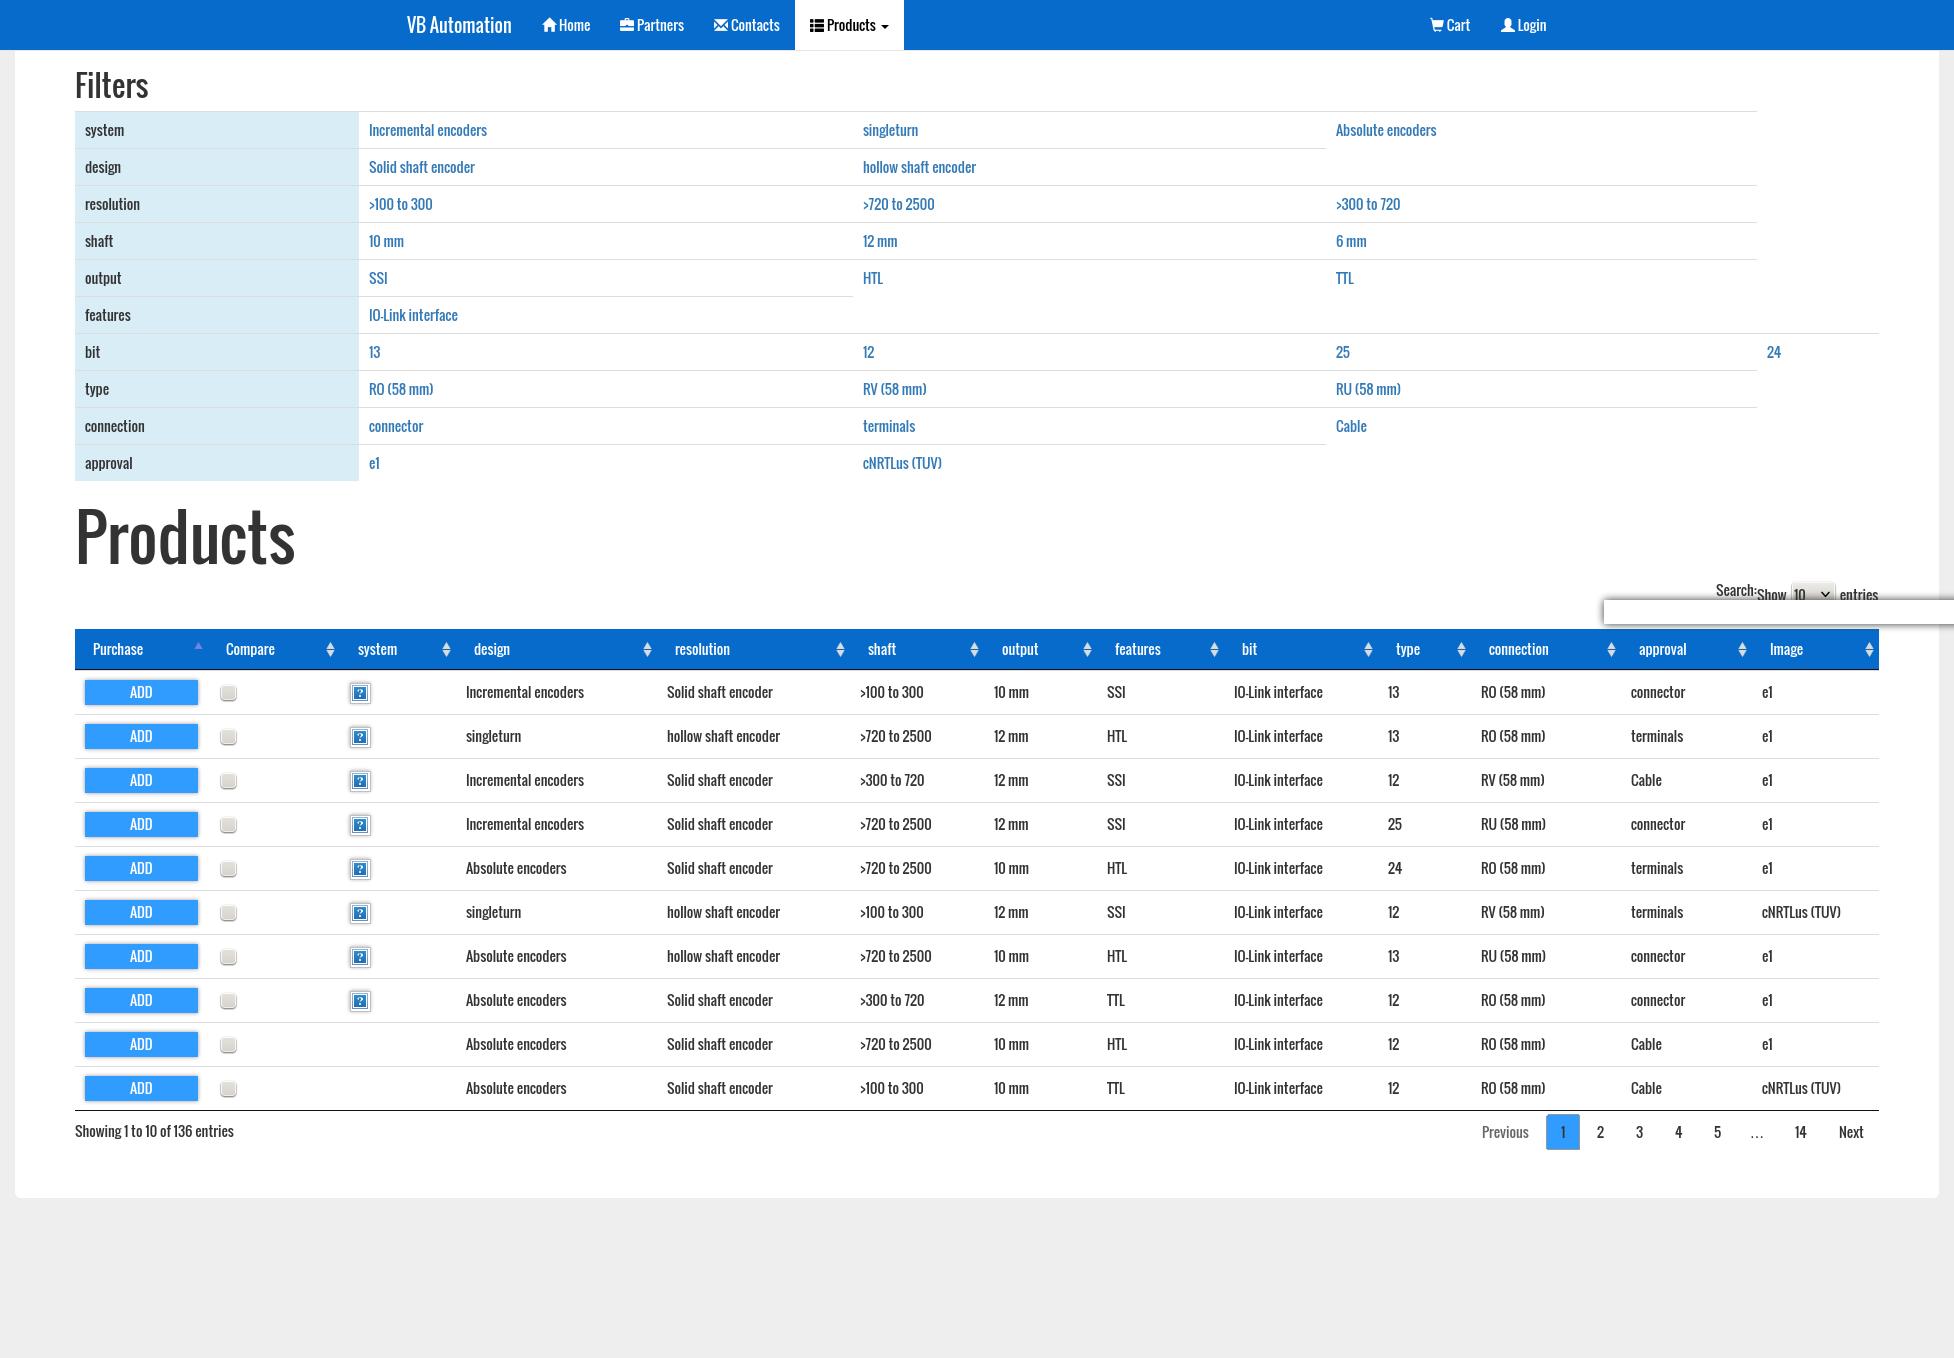 VB Automation Home Partners Contacts Products Cart Login
Filters
system Incremental encoders singleturn Absolute encoders
design Solid shaft encoder hollow shaft encoder
resolution >100 to 300 >720 to 2500 >300 to 720
shaft 10 mm 12 mm 6 mm
output SSI HTL TTL
features IO-Link interface
bit 13 12 25 24
type RO (58 mm) RV (58 mm) RU (58 mm)
connection connector terminals Cable
approval e1 cNRTLus (TUV)
Products
Search: Show 10 entries
Purchase Compare system design resolution shaft output features bit type connection approval Image
ADD ? Incremental encoders Solid shaft encoder >100 to 300 10 mm SSI IO-Link interface 13 RO (58 mm) connector e1
ADD ? singleturn hollow shaft encoder >720 to 2500 12 mm HTL IO-Link interface 13 RO (58 mm) terminals e1
ADD ? Incremental encoders Solid shaft encoder >300 to 720 12 mm SSI IO-Link interface 12 RV (58 mm) Cable e1
ADD ? Incremental encoders Solid shaft encoder >720 to 2500 12 mm SSI IO-Link interface 25 RU (58 mm) connector e1
ADD ? Absolute encoders Solid shaft encoder >720 to 2500 10 mm HTL IO-Link interface 24 RO (58 mm) terminals e1
ADD ? singleturn hollow shaft encoder >100 to 300 12 mm SSI IO-Link interface 12 RV (58 mm) terminals cNRTLus (TUV)
ADD ? Absolute encoders hollow shaft encoder >720 to 2500 10 mm HTL IO-Link interface 13 RU (58 mm) connector e1
ADD ? Absolute encoders Solid shaft encoder >300 to 720 12 mm TTL IO-Link interface 12 RO (58 mm) connector e1
ADD Absolute encoders Solid shaft encoder >720 to 2500 10 mm HTL IO-Link interface 12 RO (58 mm) Cable e1
ADD Absolute encoders Solid shaft encoder >100 to 300 10 mm TTL IO-Link interface 12 RO (58 mm) Cable cNRTLus (TUV)
Showing 1 to 10 of 136 entries Previous 1 2 3 4 5 … 14 Next